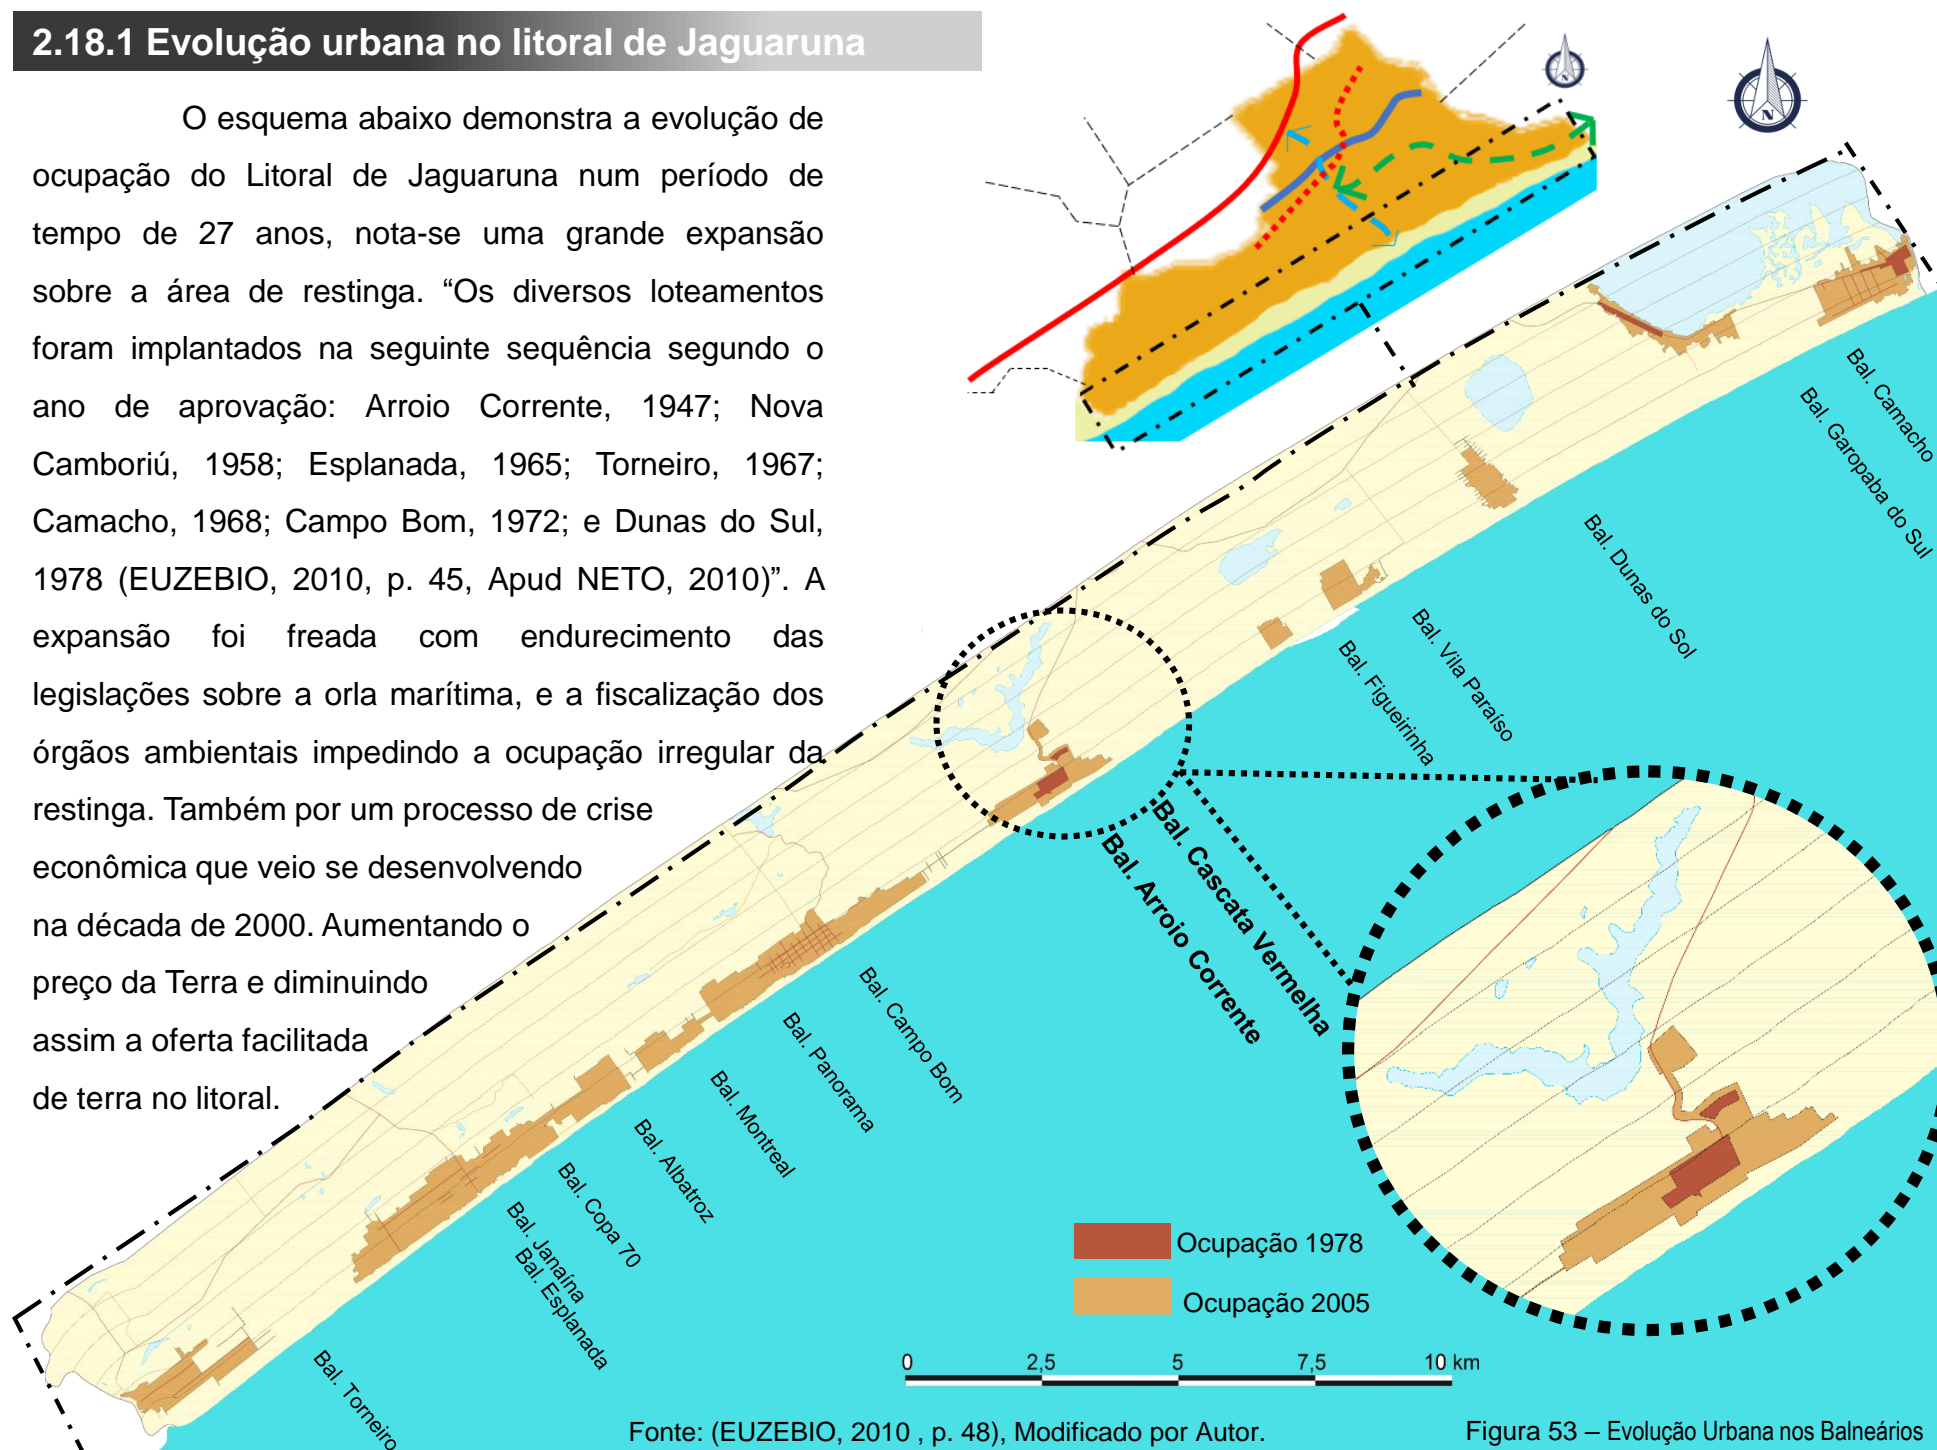 2.18.1 Evolução urbana no litoral de Jaguaruna
O esquema abaixo demonstra a evolução de
ocupação do Litoral de Jaguaruna num período de
tempo de 27 anos, nota-se uma grande expansão
sobre a área de restinga. “Os diversos loteamentos
foram implantados na seguinte sequência segundo o
ano de aprovação: Arroio Corrente, 1947; Nova
Camboriú, 1958; Esplanada, 1965; Torneiro, 1967;
Camacho, 1968; Campo Bom, 1972; e Dunas do Sul,
1978 (EUZEBIO, 2010, p. 45, Apud NETO, 2010)”. A
expansão foi freada com endurecimento das
legislações sobre a orla marítima, e a fiscalização dos
órgãos ambientais impedindo a ocupação irregular da
restinga. Também por um processo de crise
econômica que veio se desenvolvendo
na década de 2000. Aumentando o
preço da Terra e diminuindo
assim a oferta facilitada
de terra no litoral.
N
N
Bal. Camacho
Bal. Garopaba do Sul
Bal. Dunas do Sol
Bal. Vila Paraíso
Bal. Figueirinha
Bal. Cascata Vermelha
Bal. Arroio Corrente
Bal. Campo Bom
Bal. Panorama
Bal. Montreal
Bal. Albatroz
Bal. Copa 70
Bal. Janaína
Bal. Esplanada
Bal. Torneiro
Ocupação 1978
Ocupação 2005
0 2,5 5 7,5 10 km
Fonte: (EUZEBIO, 2010 , p. 48), Modificado por Autor.
Figura 53 – Evolução Urbana nos Balneários